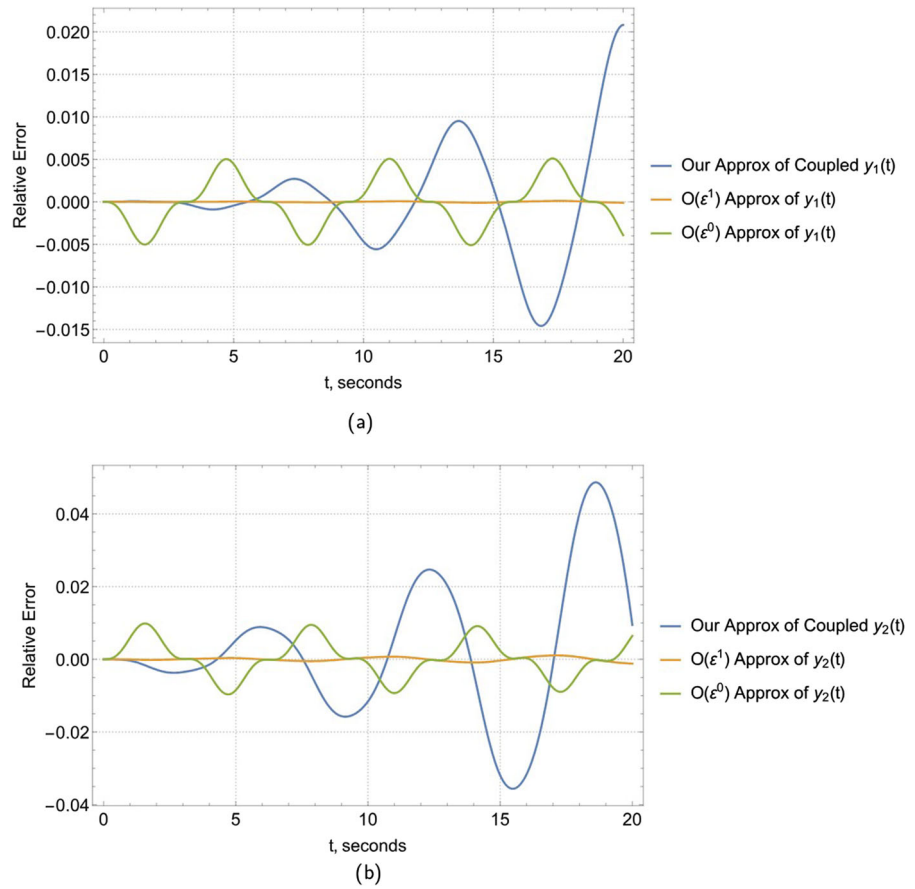 0.020
0.015
0.010
0.005
0.000
−0.005
−0.010
−0.015
Relative Error
0 5 10 15 20
t, seconds
Our Approx of Coupled y₁(t)
O(ε¹) Approx of y₁(t)
O(ε⁰) Approx of y₁(t)
(a)
0.04
0.02
0.00
−0.02
−0.04
Relative Error
0 5 10 15 20
t, seconds
Our Approx of Coupled y₂(t)
O(ε¹) Approx of y₂(t)
O(ε⁰) Approx of y₂(t)
(b)